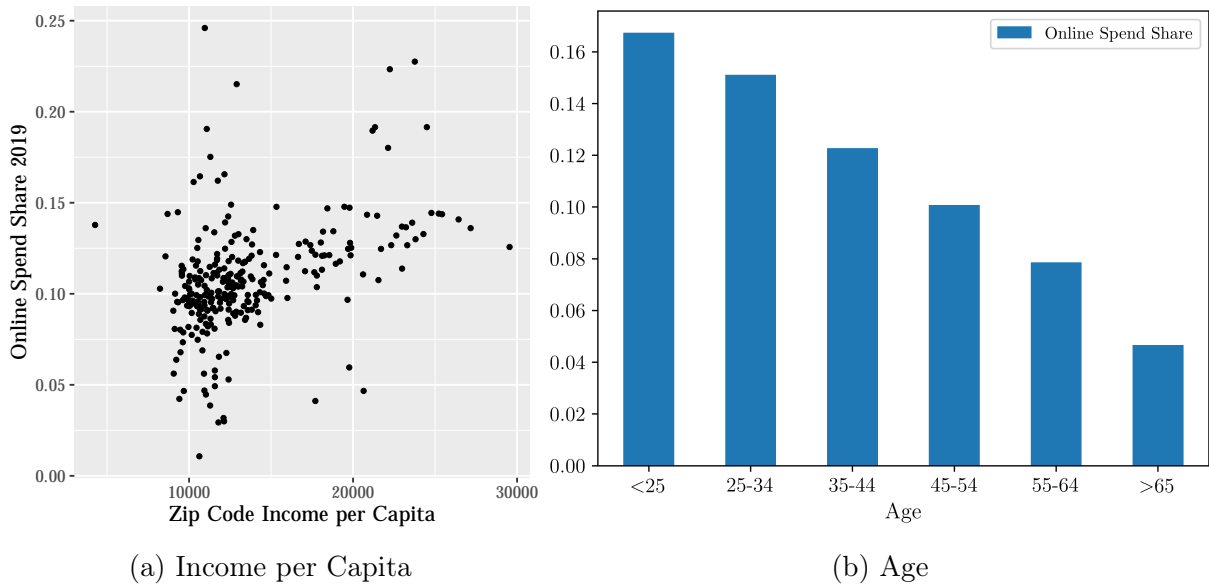 Online Spend Share 2019
0.25
0.20
0.15
0.10
0.05
0.00
10000 20000 30000
Zip Code Income per Capita
(a) Income per Capita
Online Spend Share
0.16
0.14
0.12
0.10
0.08
0.06
0.04
0.02
0.00
<25 25-34 35-44 45-54 55-64 >65
Age
(b) Age